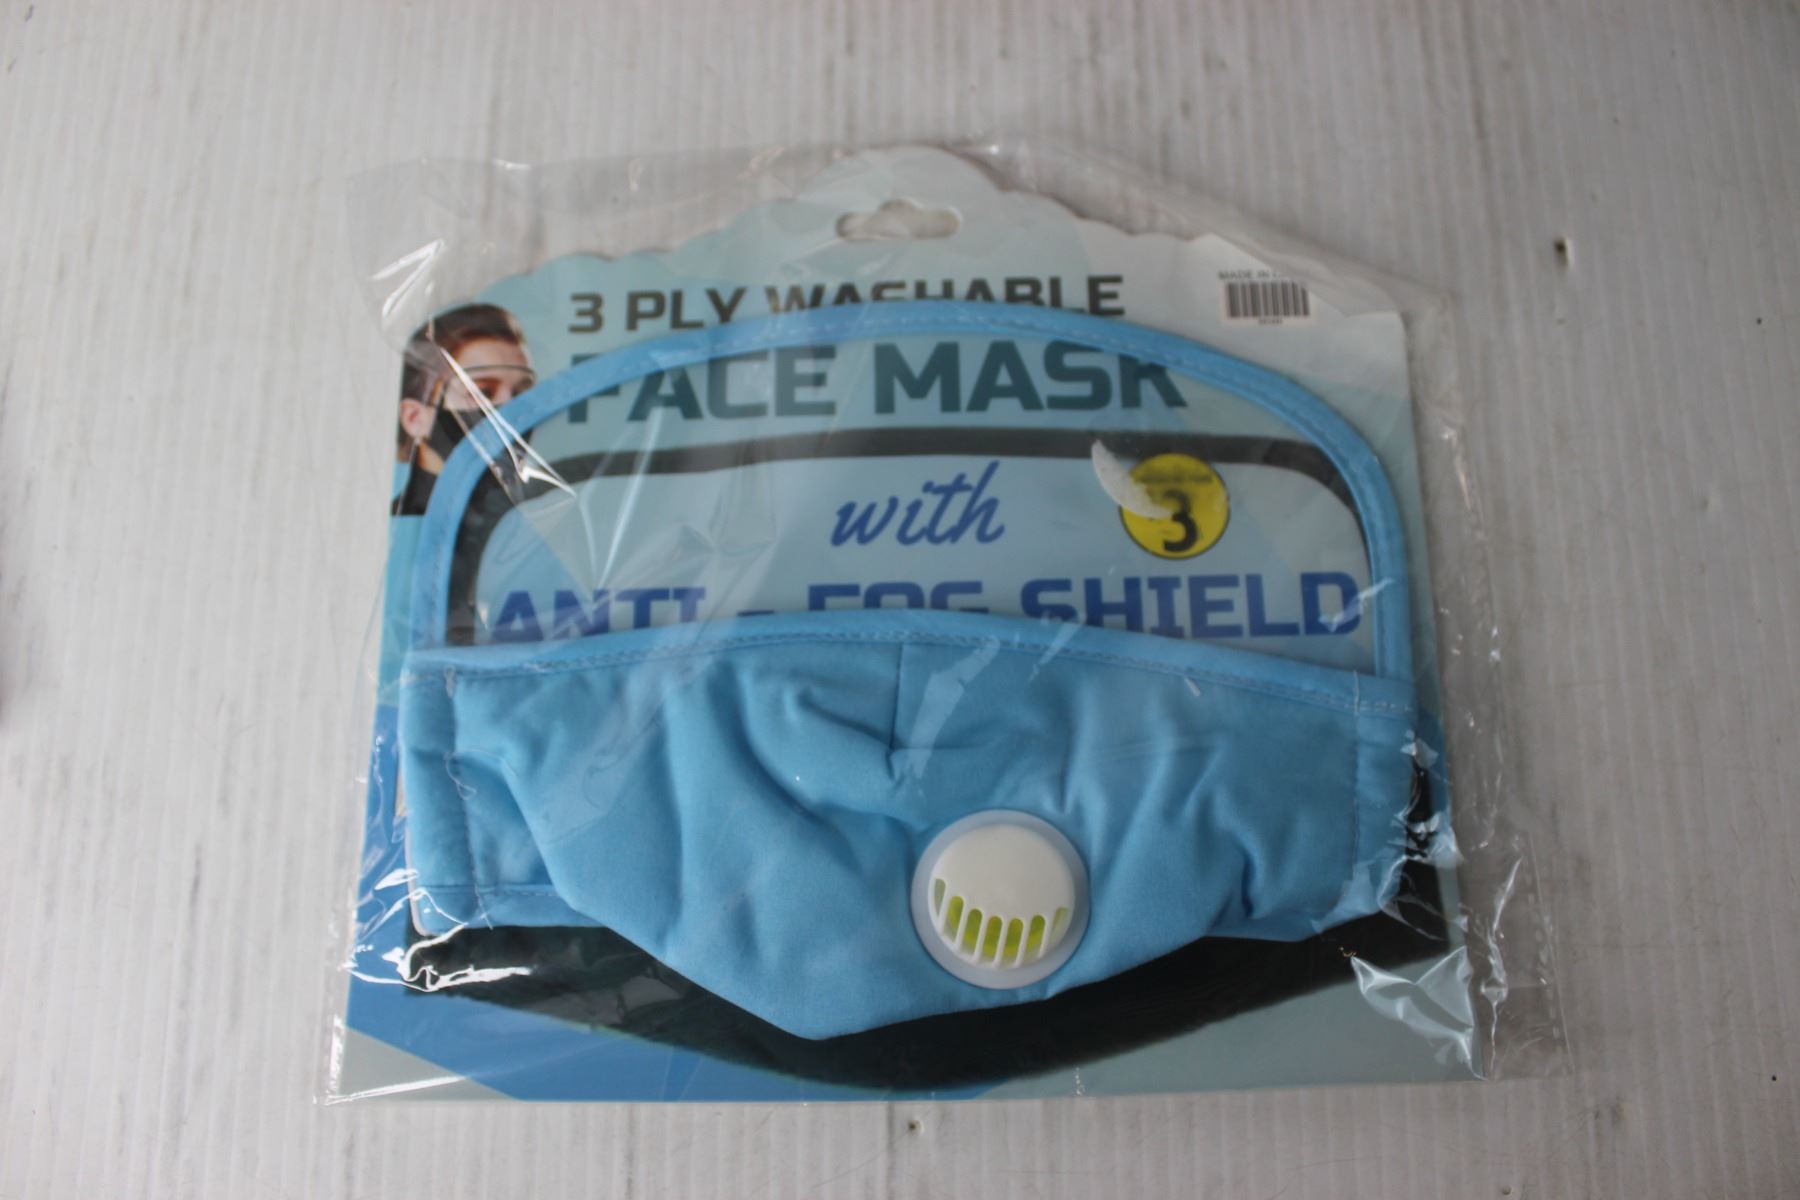 3 PLY WASHABLE
MADE IN
FACE MASK
with
3
ANTI - FOG SHIELD